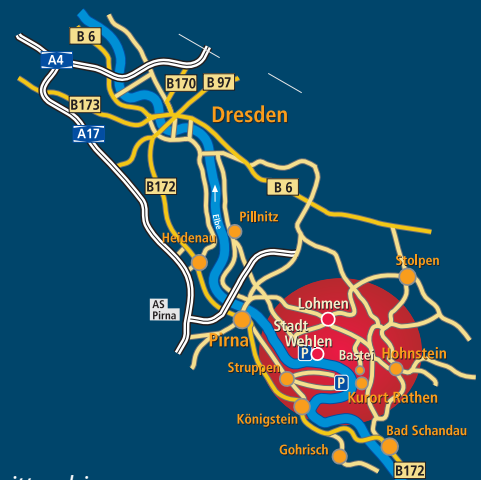 B 6
A4
B170
B 97
B173
Dresden
A17
B172
B 6
Elbe
Pillnitz
Heidenau
Stolpen
AS
Pirna
Lohmen
Pirna
Stadt
Wehlen
P
Bastei
Hohnstein
Struppen
P
Kurort Rathen
Königstein
Bad Schandau
Gohrisch
B172